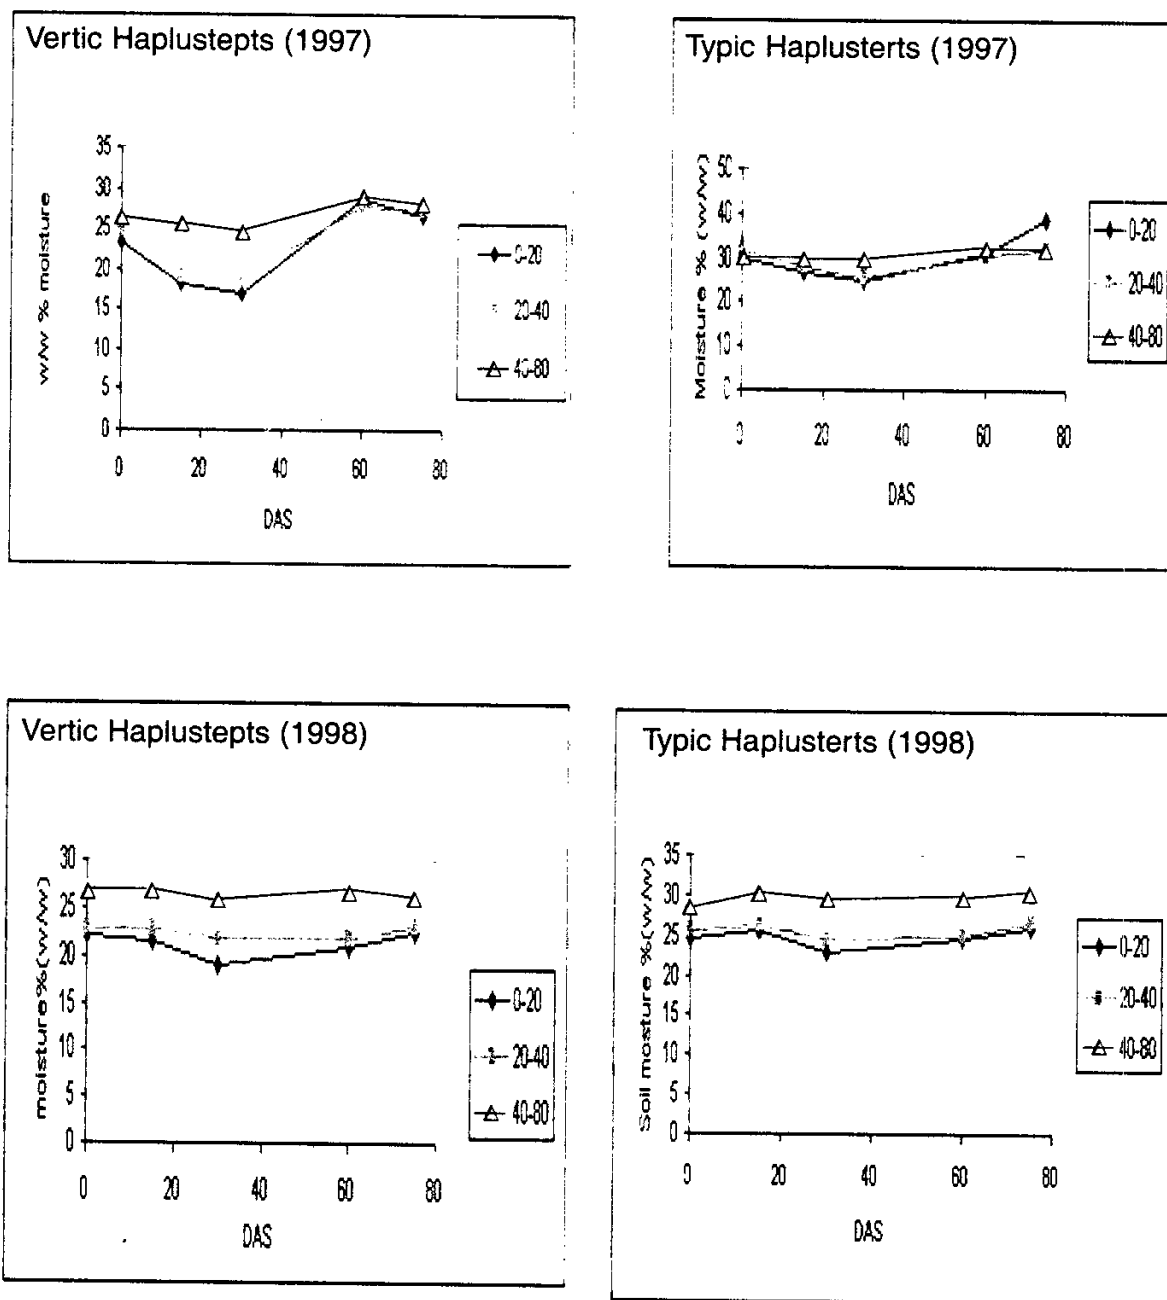 Vertic Haplustepts (1997)
w/w % moisture
35
30
25
20
15
10
5
0
0 20 40 60 80
DAS
0-20
20-40
40-80
Typic Haplusterts (1997)
Moisture % (w/w)
50
40
30
20
10
0
0 20 40 60 80
DAS
0-20
20-40
40-80
Vertic Haplustepts (1998)
moisture%(w/w)
30
25
20
15
10
5
0
0 20 40 60 80
DAS
0-20
20-40
40-80
Typic Haplusterts (1998)
Soil mosture %(w/w)
35
30
25
20
15
10
5
0
0 20 40 60 80
DAS
0-20
20-40
40-80